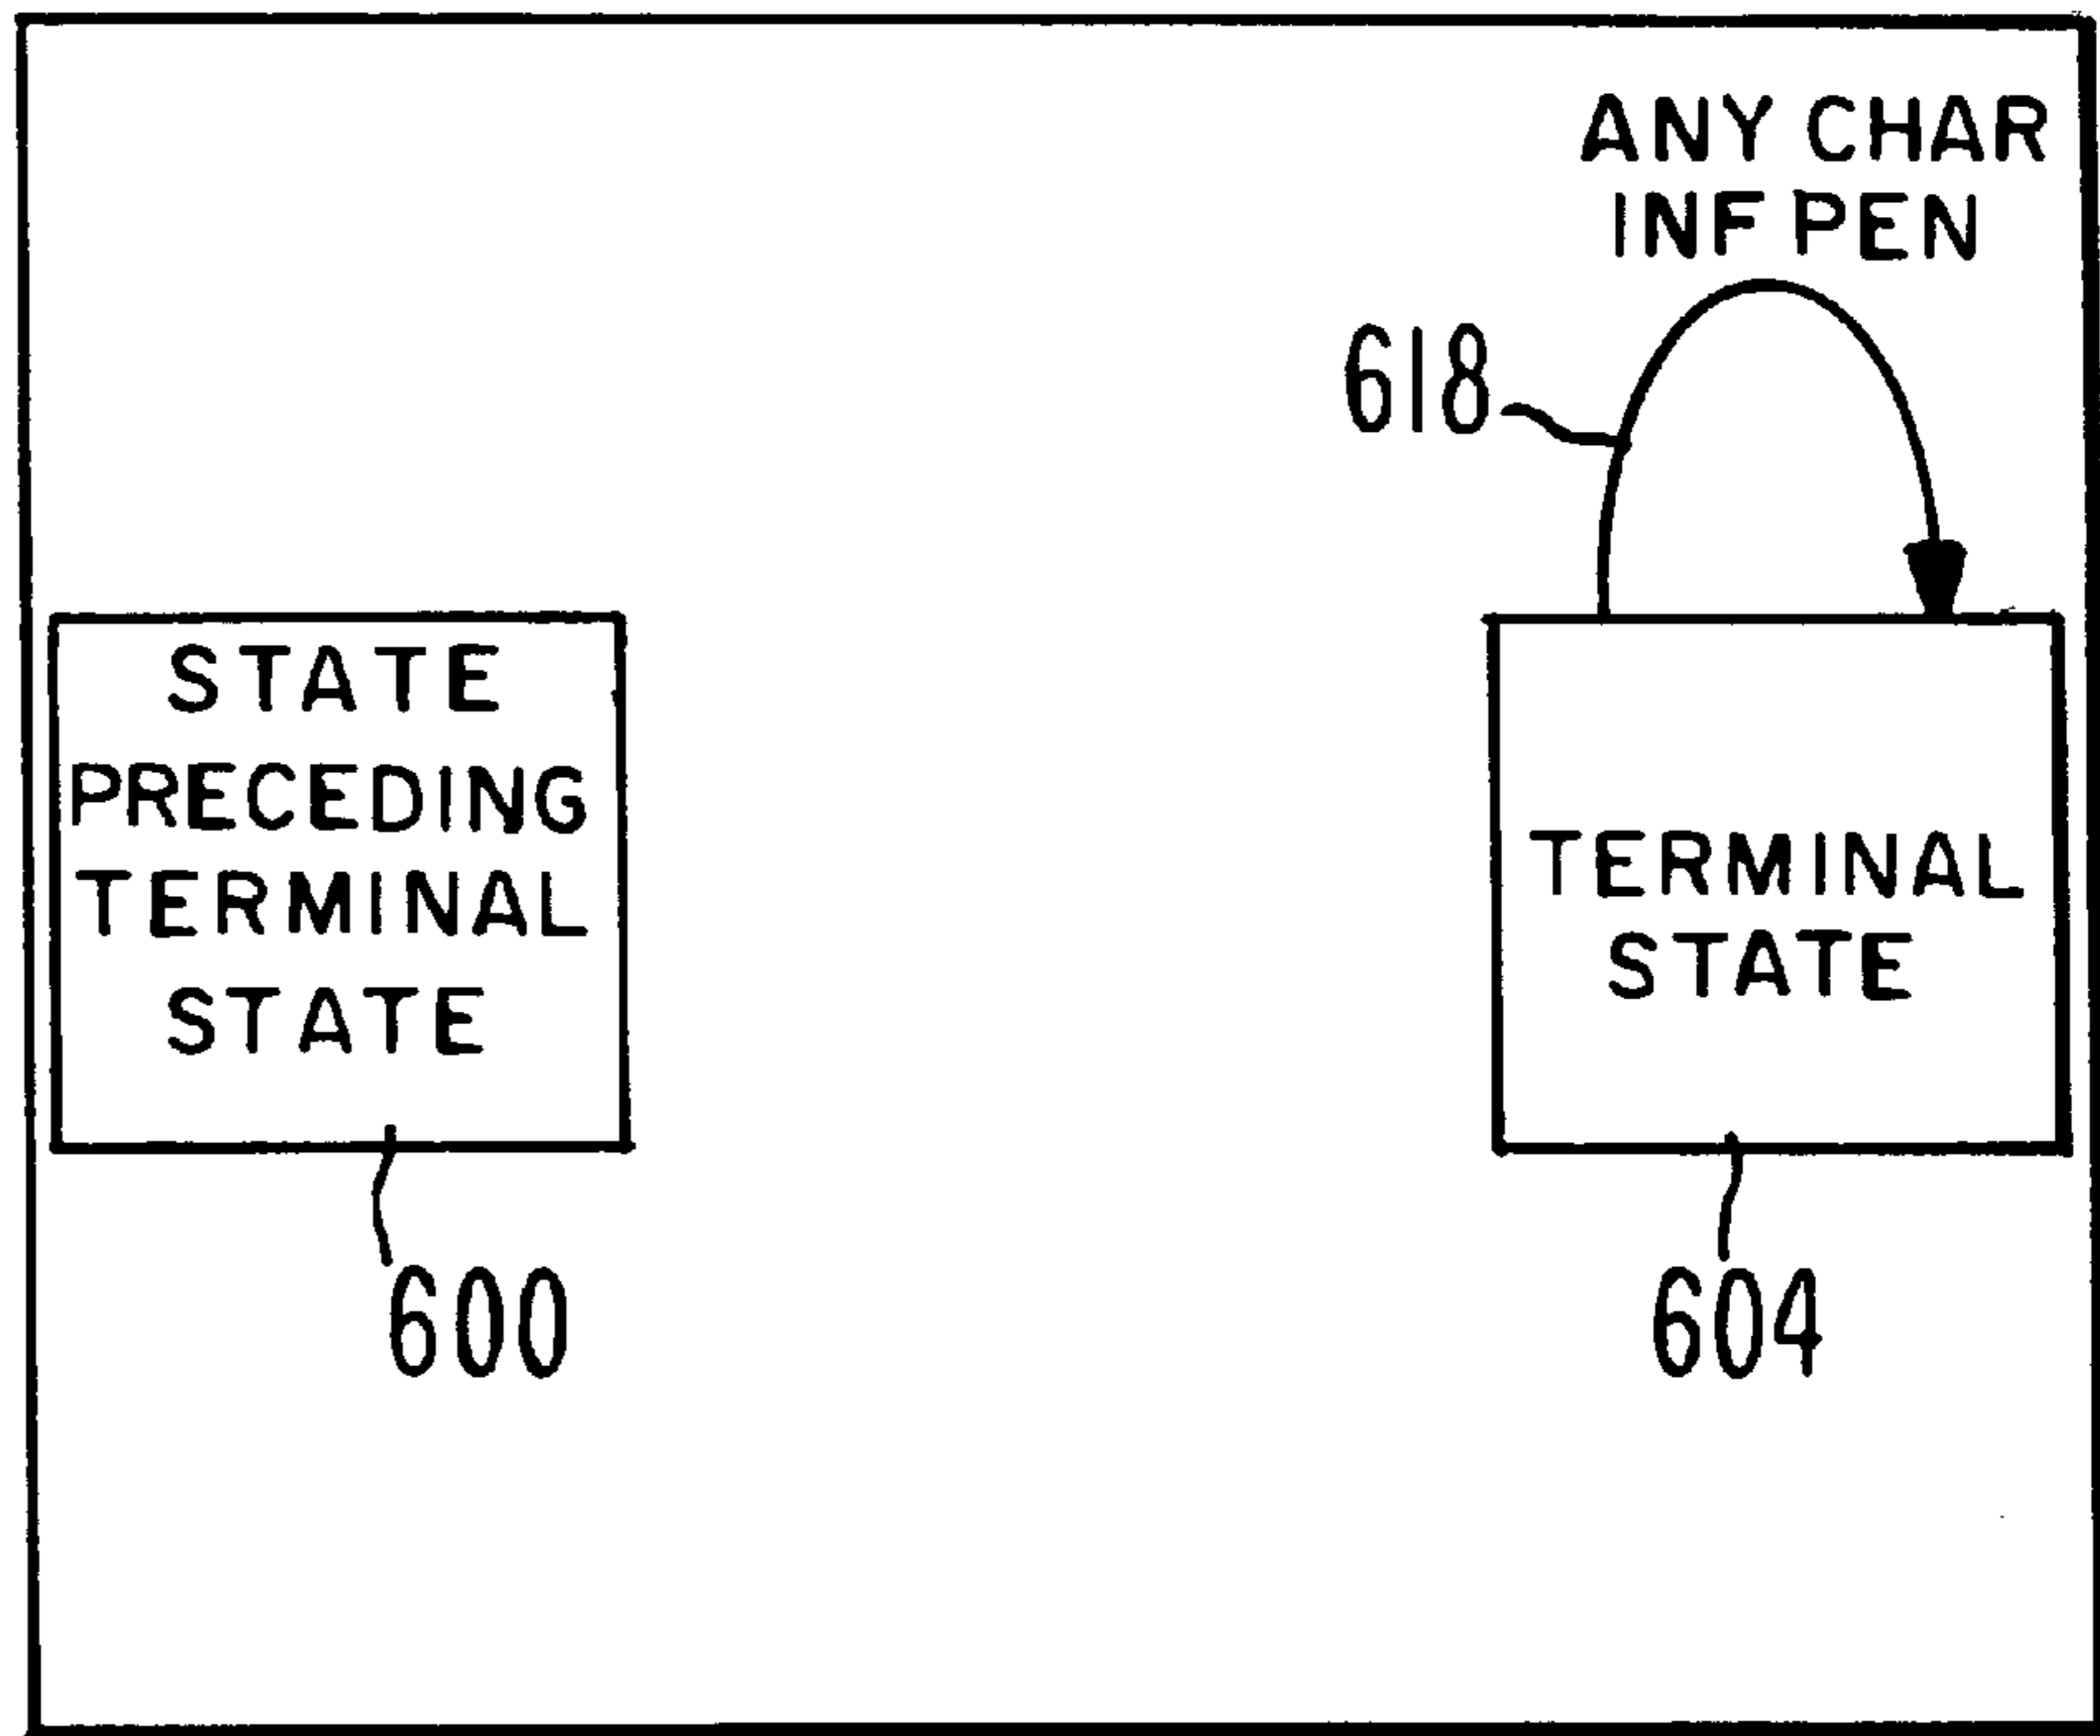 ANY CHAR
INF PEN
618
STATE
PRECEDING
TERMINAL
STATE
TERMINAL
STATE
600
604